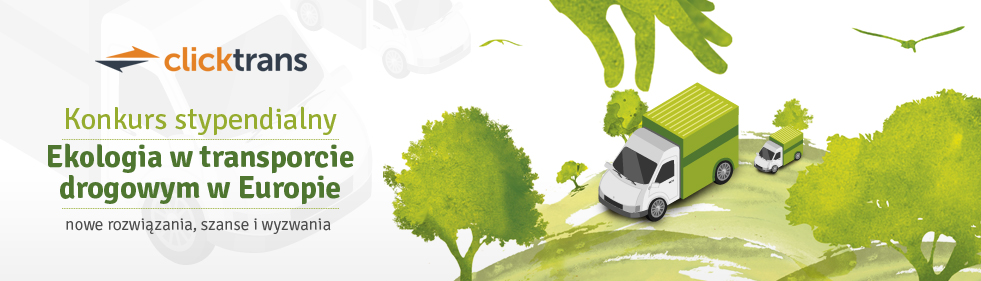 clicktrans
Konkurs stypendialny
Ekologia w transporcie
drogowym w Europie
nowe rozwiązania, szanse i wyzwania